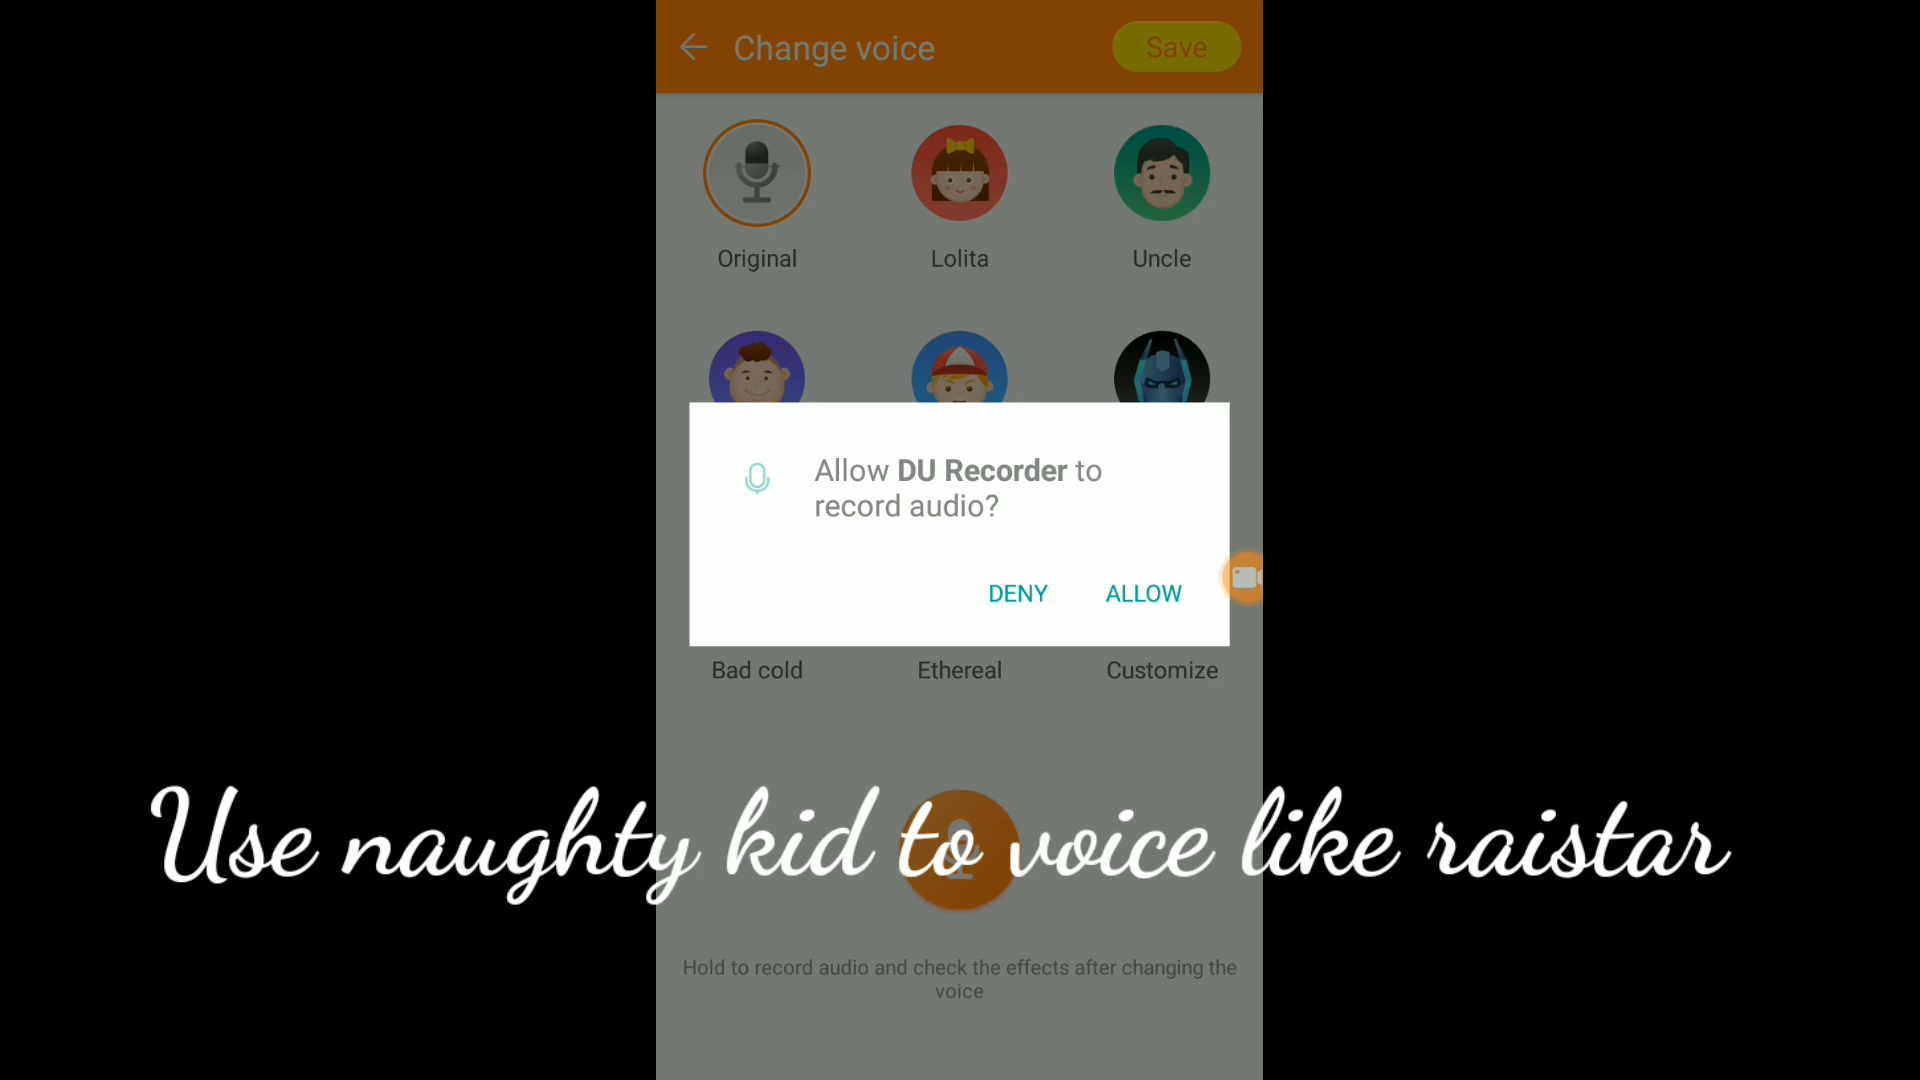 Change voice
Save
Original
Lolita
Uncle
Allow DU Recorder to
record audio?
DENY
ALLOW
Bad cold
Ethereal
Customize
Use naughty kid to voice like raistar
Hold to record audio and check the effects after changing the
voice